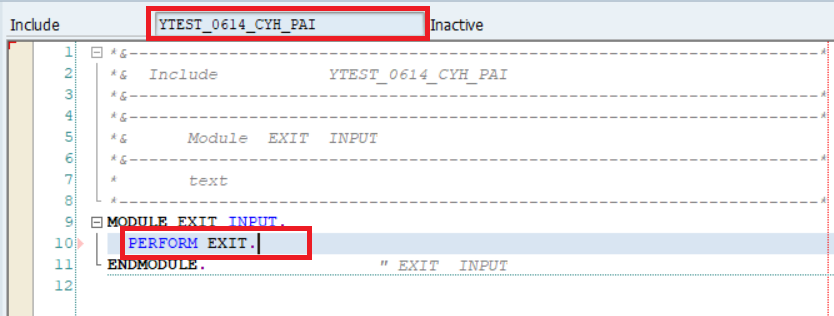 Include YTEST_0614_CYH_PAI Inactive
1 *&---------------------------------------------------------------------*
2 *& Include YTEST_0614_CYH_PAI
3 *&---------------------------------------------------------------------*
4 *&---------------------------------------------------------------------*
5 *& Module EXIT INPUT
6 *&---------------------------------------------------------------------*
7 * text
8 *----------------------------------------------------------------------*
9 MODULE EXIT INPUT.
10 PERFORM EXIT.
11 ENDMODULE. " EXIT INPUT
12